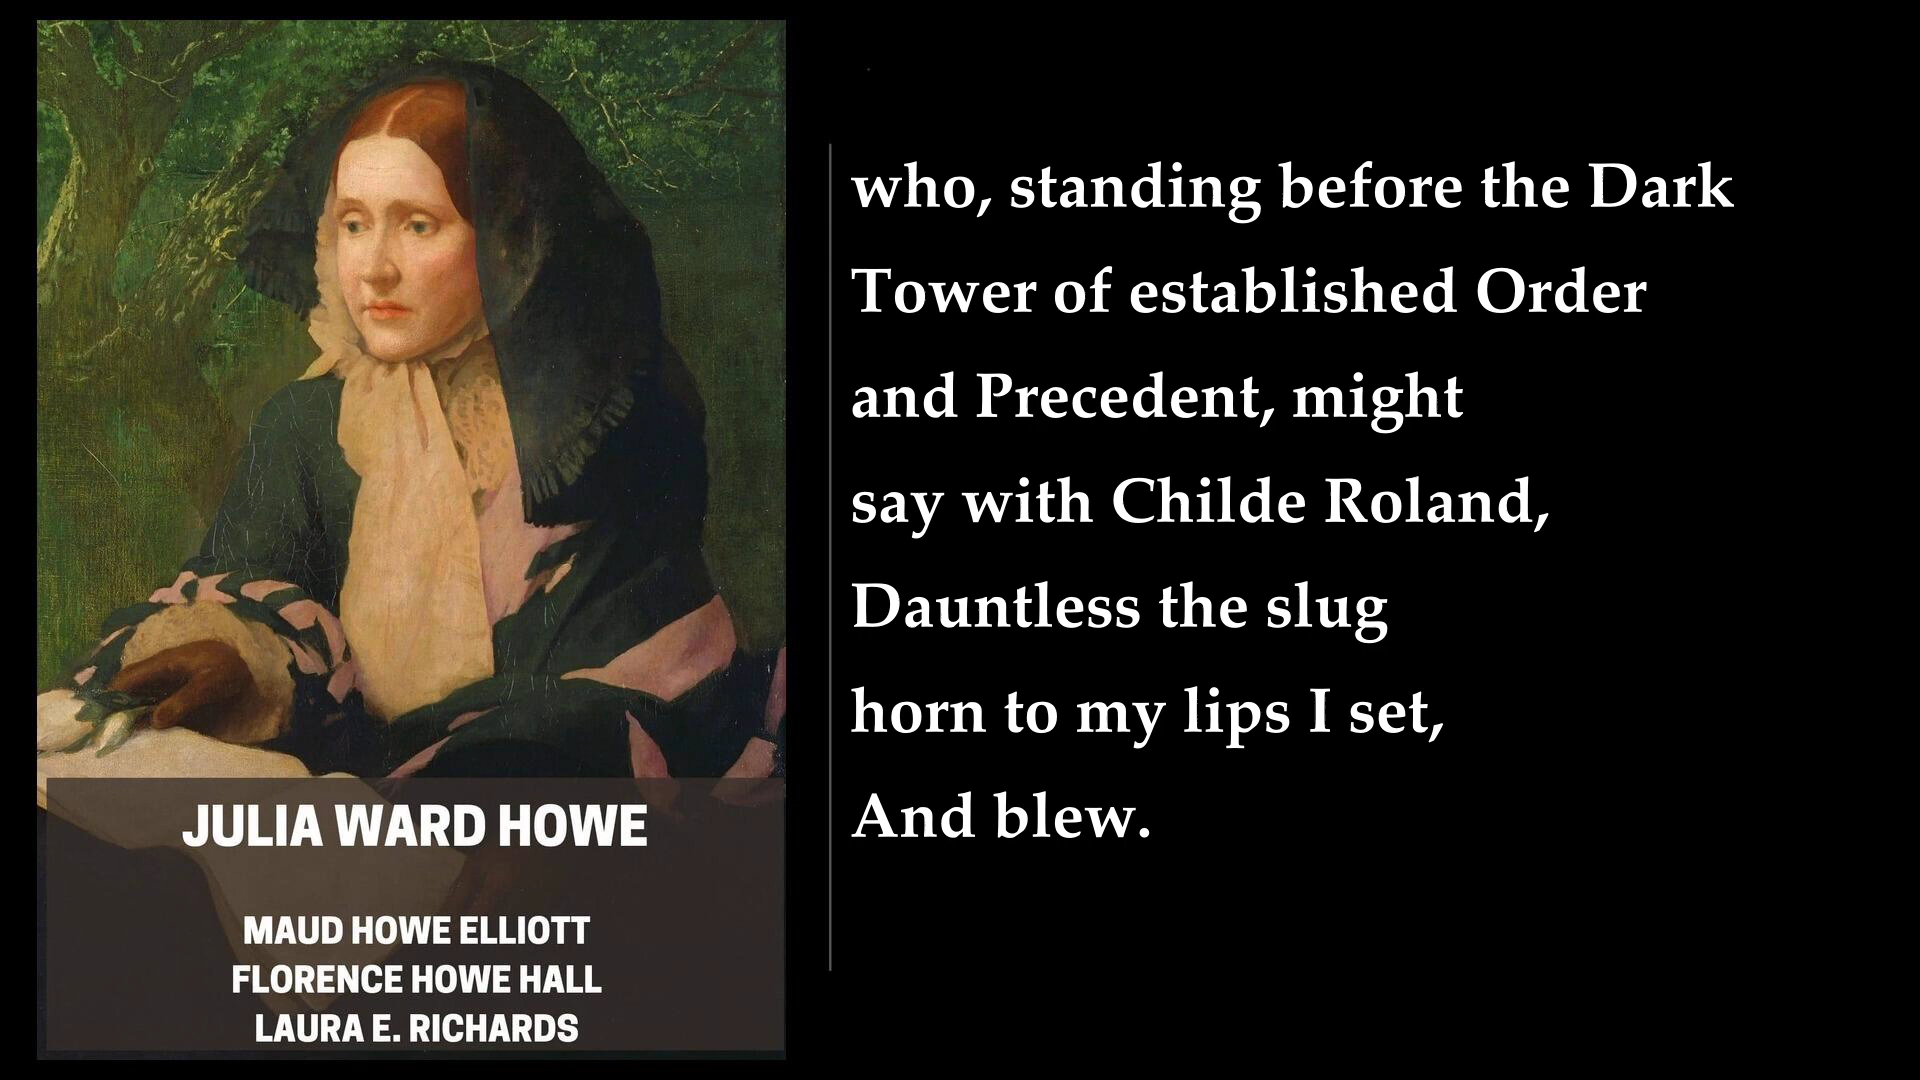 JULIA WARD HOWE
MAUD HOWE ELLIOTT
FLORENCE HOWE HALL
LAURA E. RICHARDS
who, standing before the Dark
Tower of established Order
and Precedent, might
say with Childe Roland,
Dauntless the slug
horn to my lips I set,
And blew.